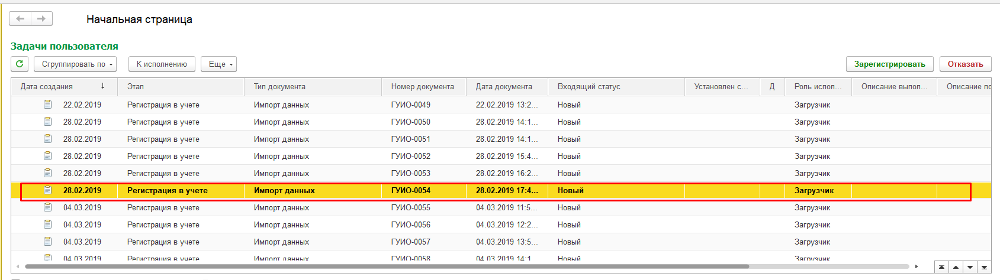 Начальная страница
Задачи пользователя
Сгруппировать по К исполнению Еще Зарегистрировать Отказать
Дата создания Этап Тип документа Номер документа Дата документа Входящий статус Установлен с... Д Роль испол... Описание выпол... Описание по
22.02.2019 Регистрация в учете Импорт данных ГУИО-0049 22.02.2019 13:2... Новый Загрузчик
28.02.2019 Регистрация в учете Импорт данных ГУИО-0050 28.02.2019 14:1... Новый Загрузчик
28.02.2019 Регистрация в учете Импорт данных ГУИО-0051 28.02.2019 14:1... Новый Загрузчик
28.02.2019 Регистрация в учете Импорт данных ГУИО-0052 28.02.2019 15:4... Новый Загрузчик
28.02.2019 Регистрация в учете Импорт данных ГУИО-0053 28.02.2019 16:2... Новый Загрузчик
28.02.2019 Регистрация в учете Импорт данных ГУИО-0054 28.02.2019 17:4... Новый Загрузчик
04.03.2019 Регистрация в учете Импорт данных ГУИО-0055 04.03.2019 11:5... Новый Загрузчик
04.03.2019 Регистрация в учете Импорт данных ГУИО-0056 04.03.2019 12:2... Новый Загрузчик
04.03.2019 Регистрация в учете Импорт данных ГУИО-0057 04.03.2019 13:5... Новый Загрузчик
04.03.2019 Регистрация в учете Импорт данных ГУИО-0058 04.03.2019 14:1 Новый Загрузчик